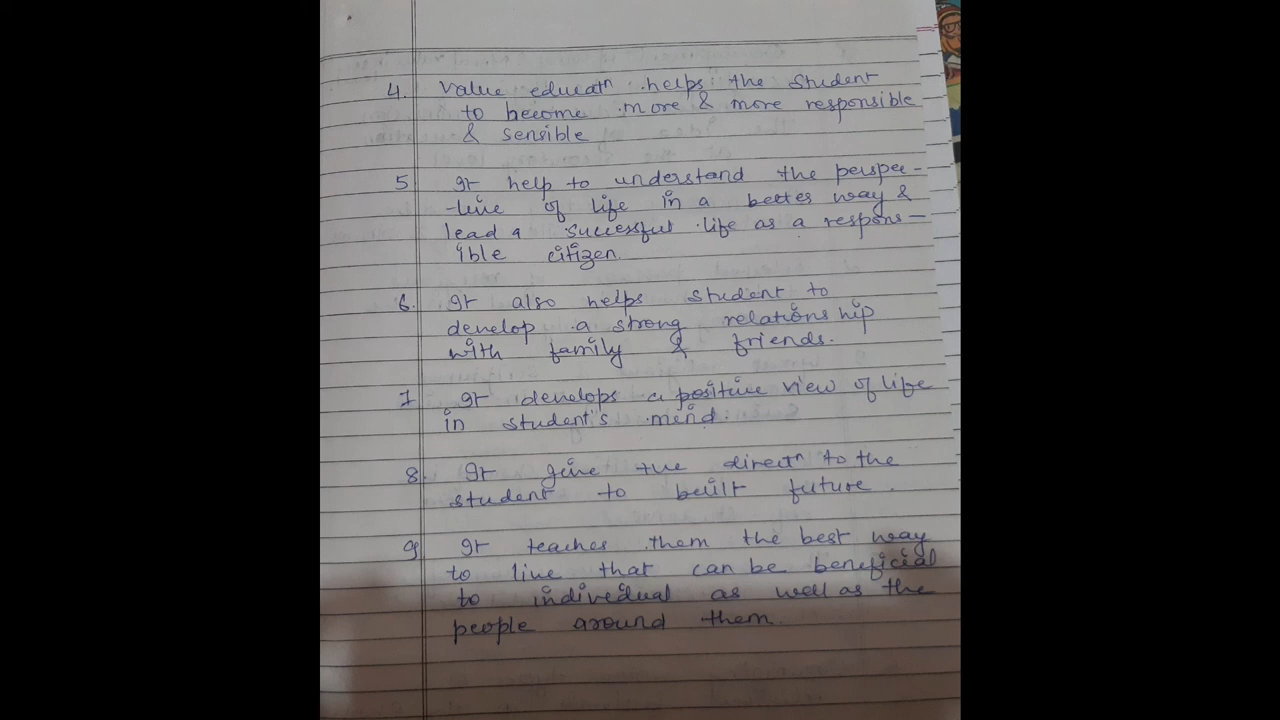 4. Value educatⁿ helps the student
to become more & more responsible
& sensible
5 It help to understand the perspec-
-tive of life in a better way &
lead a successful life as a respons-
ible citizen.
6. It also helps student to
develop a strong relationship
with family & friends.
7 It develops a positive view of life
in student's mind.
8. It give the directⁿ to the
student to built future.
9 It teaches them the best way
to live that can be beneficial
to individual as well as the
people around them.